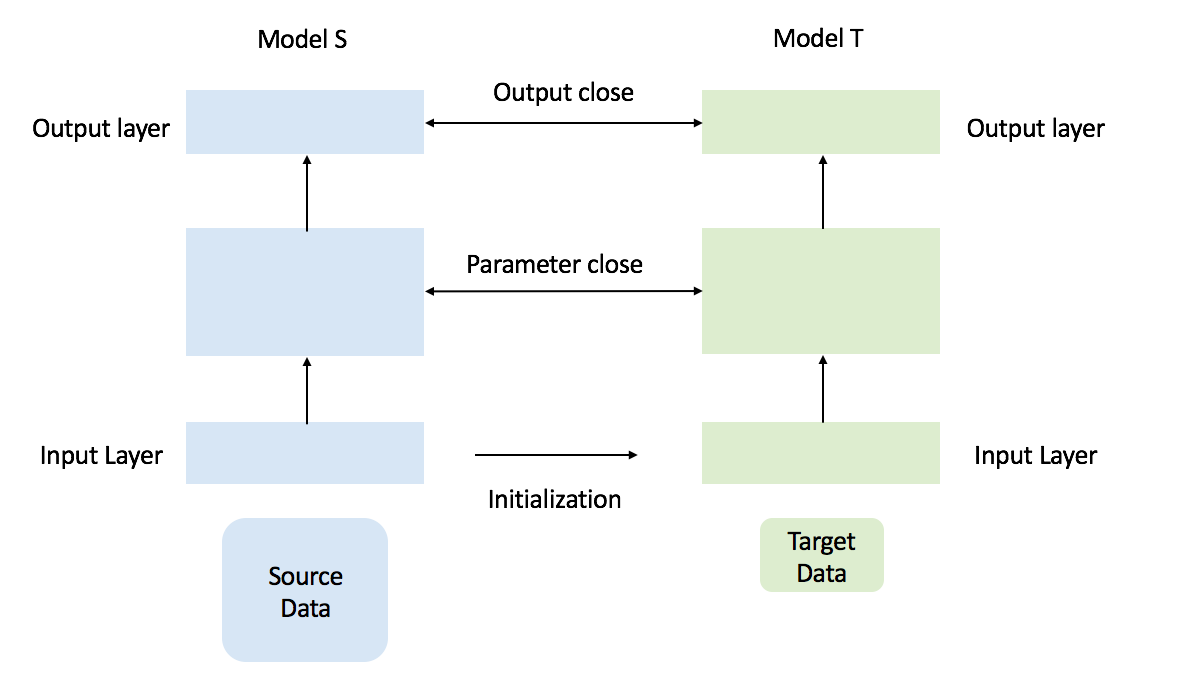 Model S
Model T
Output close
Output layer
Output layer
Parameter close
Input Layer
Input Layer
Initialization
Source
Data
Target
Data